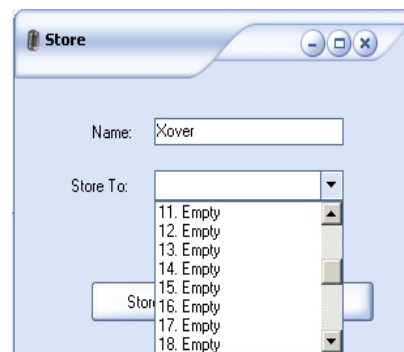 Store
Name: Xover
Store To:
11. Empty
12. Empty
13. Empty
14. Empty
15. Empty
16. Empty
17. Empty
18. Empty
Stor